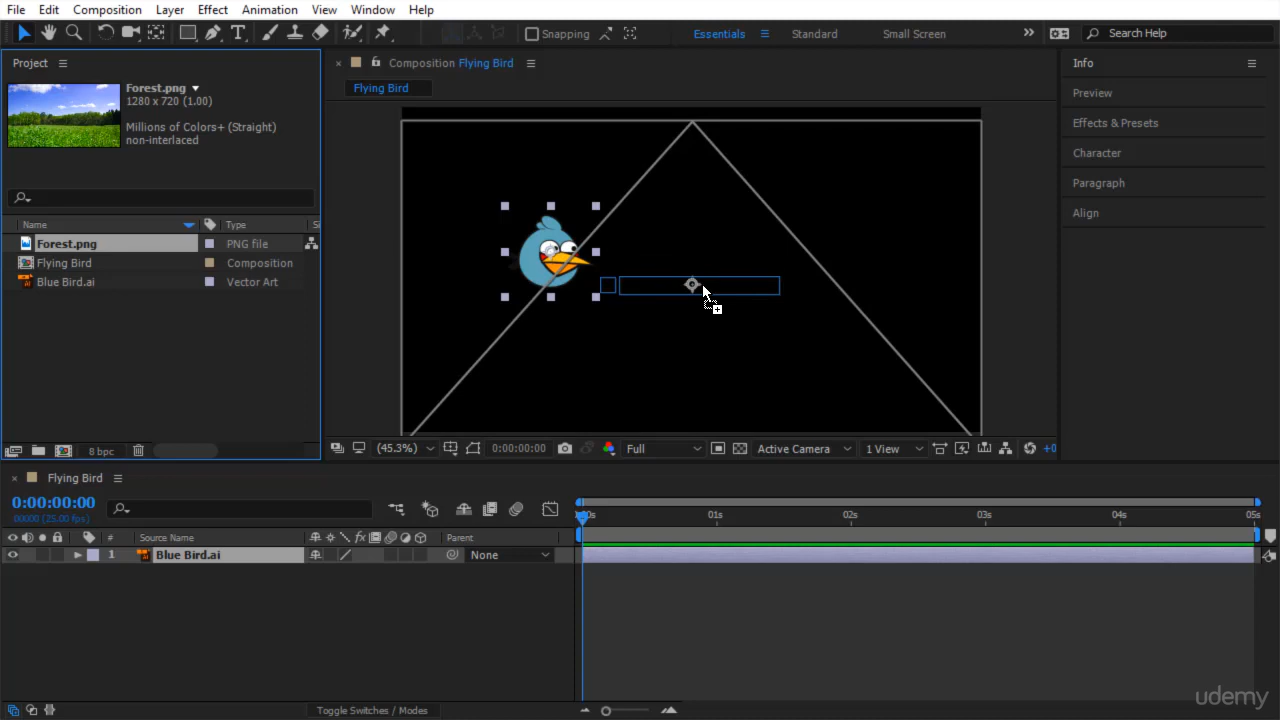 File Edit Composition Layer Effect Animation View Window Help
T Snapping Essentials Standard Small Screen Search Help
Project
Forest.png
1280 x 720 (1.00)
Millions of Colors+ (Straight)
non-interlaced
Name Type Si
Forest.png PNG file
Flying Bird Composition
Blue Bird.ai Vector Art
8 bpc
Composition Flying Bird
Flying Bird
(45.3%) 0:00:00:00 Full Active Camera 1 View +0
Info
Preview
Effects & Presets
Character
Paragraph
Align
Flying Bird
0:00:00:00
00000 (25.00 fps)
# Source Name fx Parent
1 Blue Bird.ai None
01s 02s 03s 04s 05s
Toggle Switches / Modes
udemy